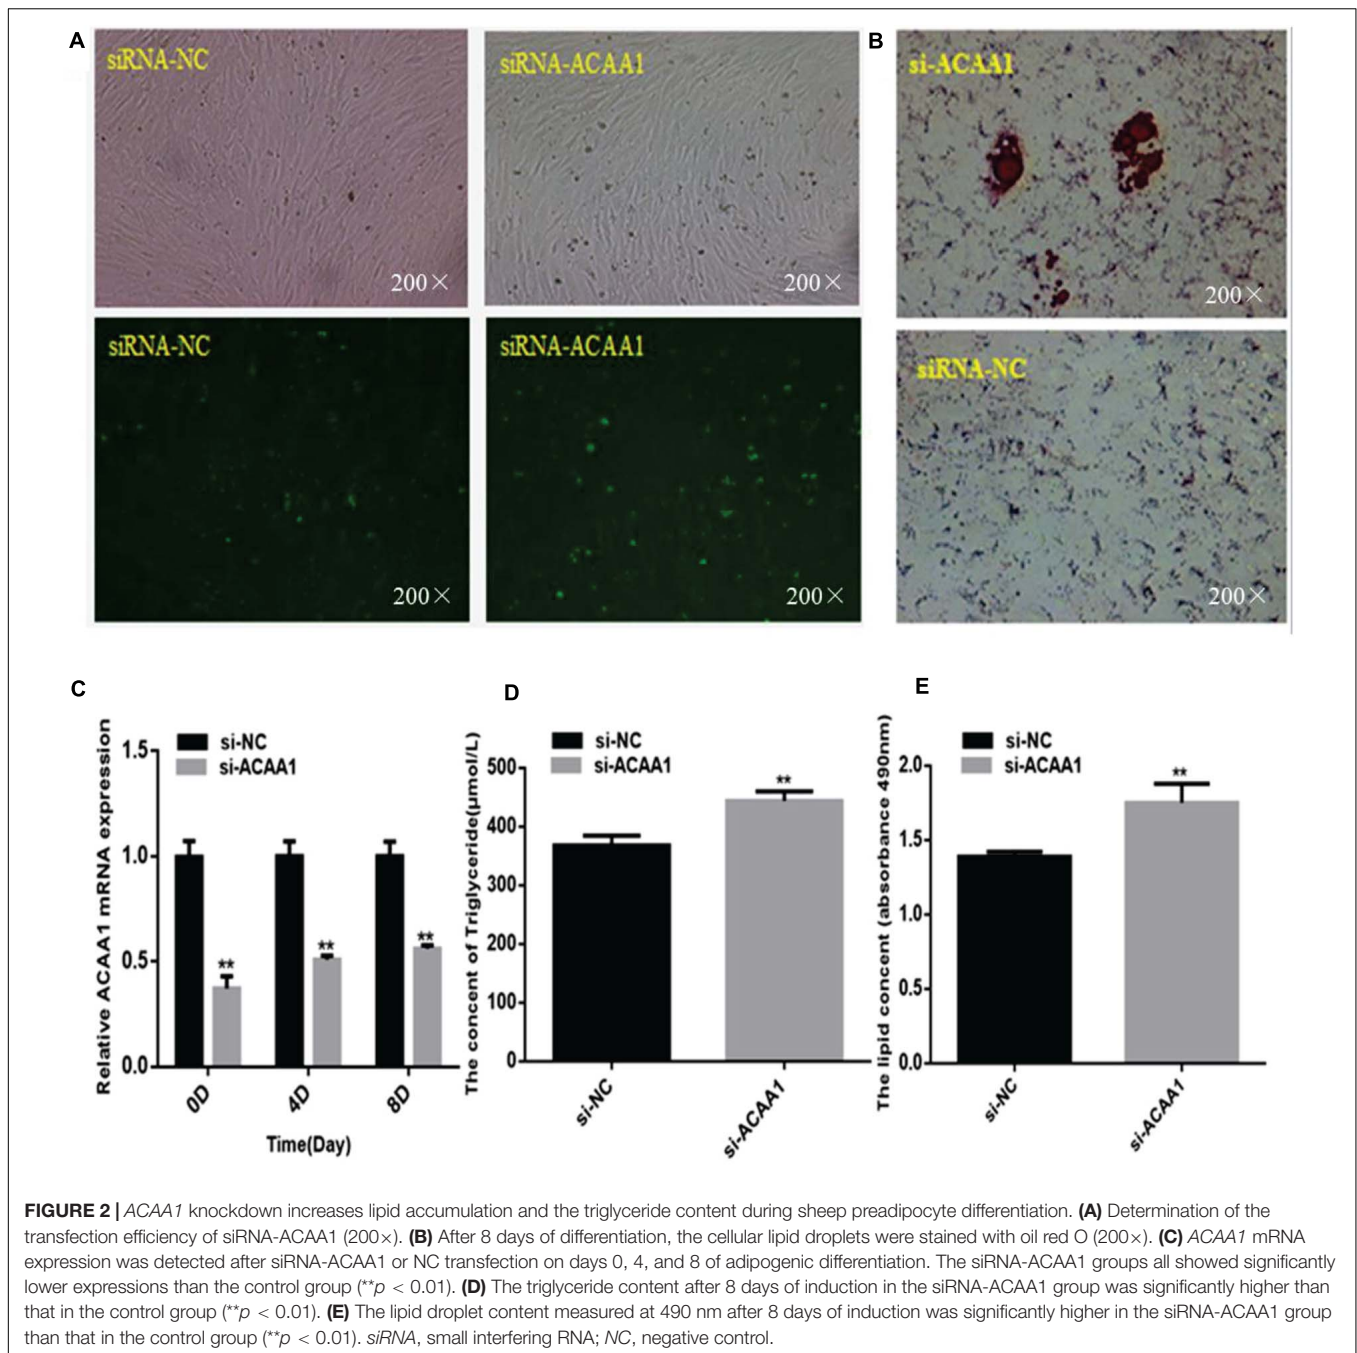 A
siRNA-NC
200×
siRNA-ACAA1
200×
siRNA-NC
200×
siRNA-ACAA1
200×
B
si-ACAA1
200×
siRNA-NC
200×
C
Relative ACAA1 mRNA expression
si-NC
si-ACAA1
1.5
1.0
0.5
0.0
**
**
**
0D
4D
8D
Time(Day)
D
The concent of Triglyceride(μmol/L)
si-NC
si-ACAA1
500
400
300
200
100
0
**
si-NC
si-ACAA1
E
The lipid concent (absorbance 490nm)
si-NC
si-ACAA1
2.0
1.5
1.0
0.5
0.0
**
si-NC
si-ACAA1
FIGURE 2 | ACAA1 knockdown increases lipid accumulation and the triglyceride content during sheep preadipocyte differentiation. (A) Determination of the
transfection efficiency of siRNA-ACAA1 (200×). (B) After 8 days of differentiation, the cellular lipid droplets were stained with oil red O (200×). (C) ACAA1 mRNA
expression was detected after siRNA-ACAA1 or NC transfection on days 0, 4, and 8 of adipogenic differentiation. The siRNA-ACAA1 groups all showed significantly
lower expressions than the control group (**p < 0.01). (D) The triglyceride content after 8 days of induction in the siRNA-ACAA1 group was significantly higher than
that in the control group (**p < 0.01). (E) The lipid droplet content measured at 490 nm after 8 days of induction was significantly higher in the siRNA-ACAA1 group
than that in the control group (**p < 0.01). siRNA, small interfering RNA; NC, negative control.